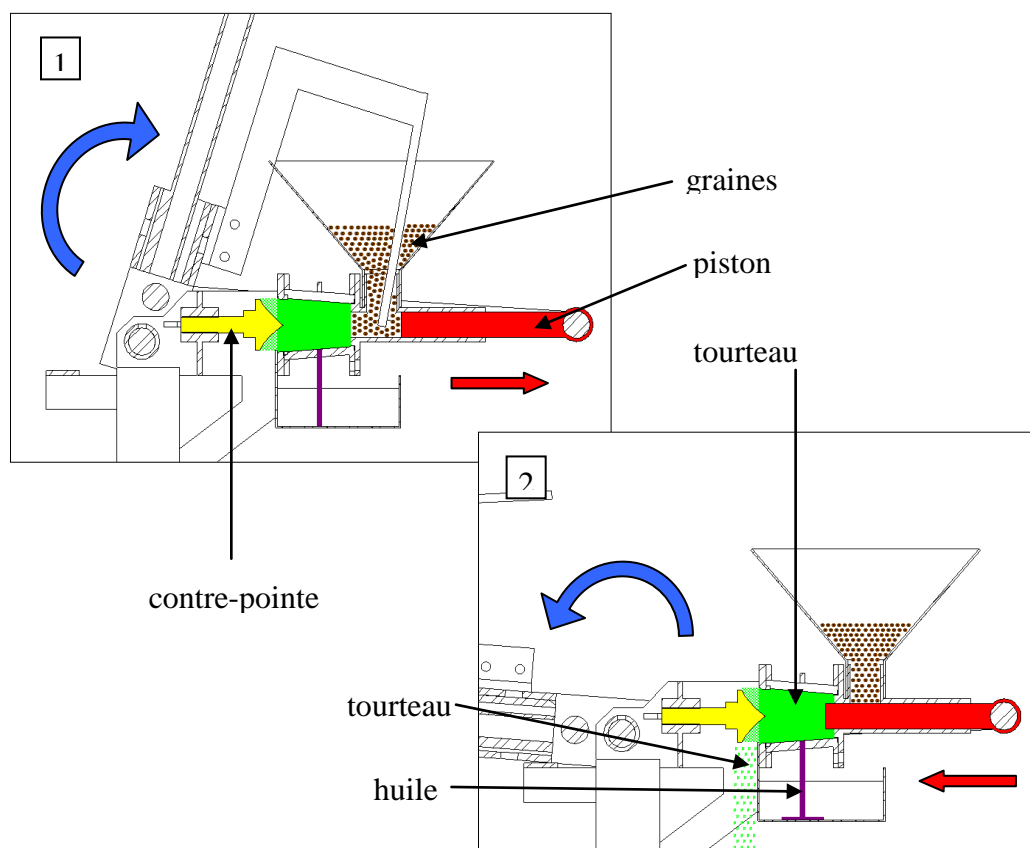 1
graines
piston
tourteau
contre-pointe
2
tourteau
huile